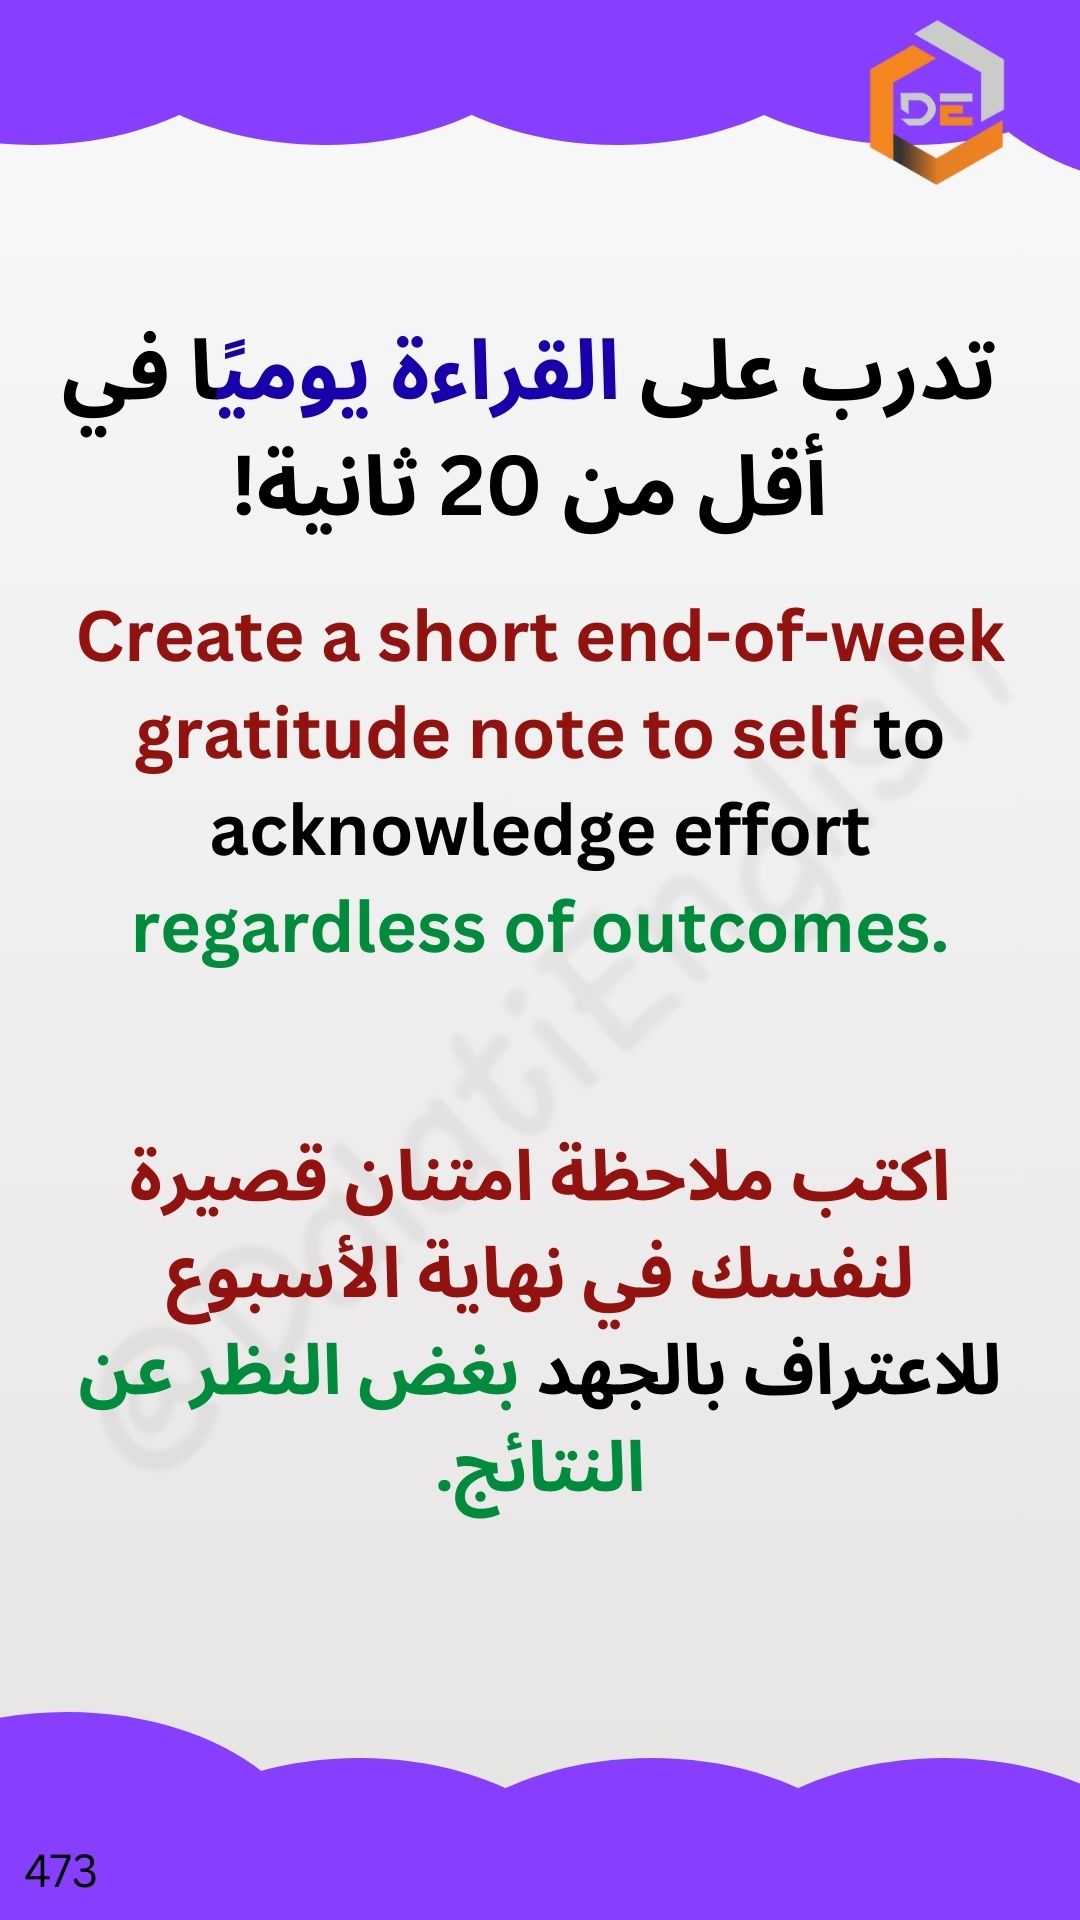 DE
تدرب على القراءة يوميًا في
أقل من 20 ثانية!
Create a short end-of-week
gratitude note to self to
acknowledge effort
regardless of outcomes.
@DalatiEnglish
اكتب ملاحظة امتنان قصيرة
لنفسك في نهاية الأسبوع
للاعتراف بالجهد بغض النظر عن
النتائج.
473